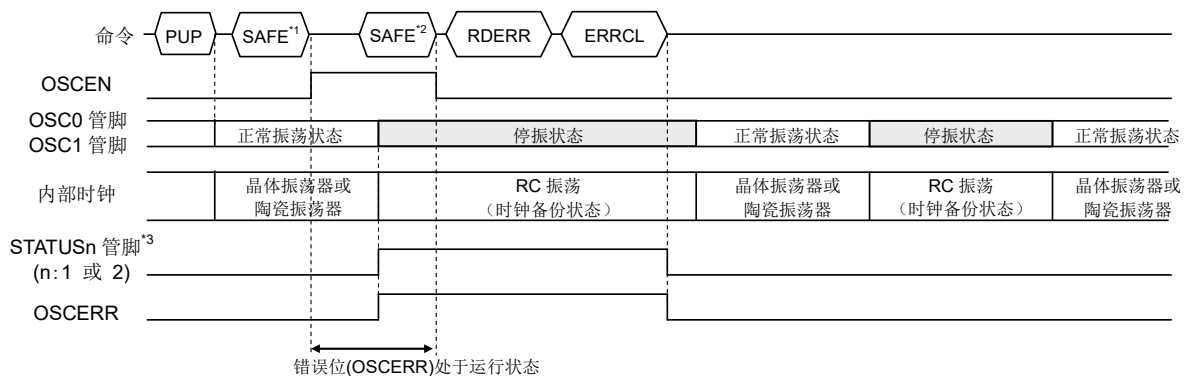 命令 PUP SAFE*1 SAFE*2 RDERR ERRCL
OSCEN
OSC0 管脚
OSC1 管脚
正常振荡状态 停振状态 正常振荡状态 停振状态 正常振荡状态
内部时钟
晶体振荡器或 RC 振荡 晶体振荡器或 RC 振荡 晶体振荡器或
陶瓷振荡器 （时钟备份状态） 陶瓷振荡器 （时钟备份状态） 陶瓷振荡器
STATUSn 管脚*3
(n:1 或 2)
OSCERR
错误位(OSCERR)处于运行状态